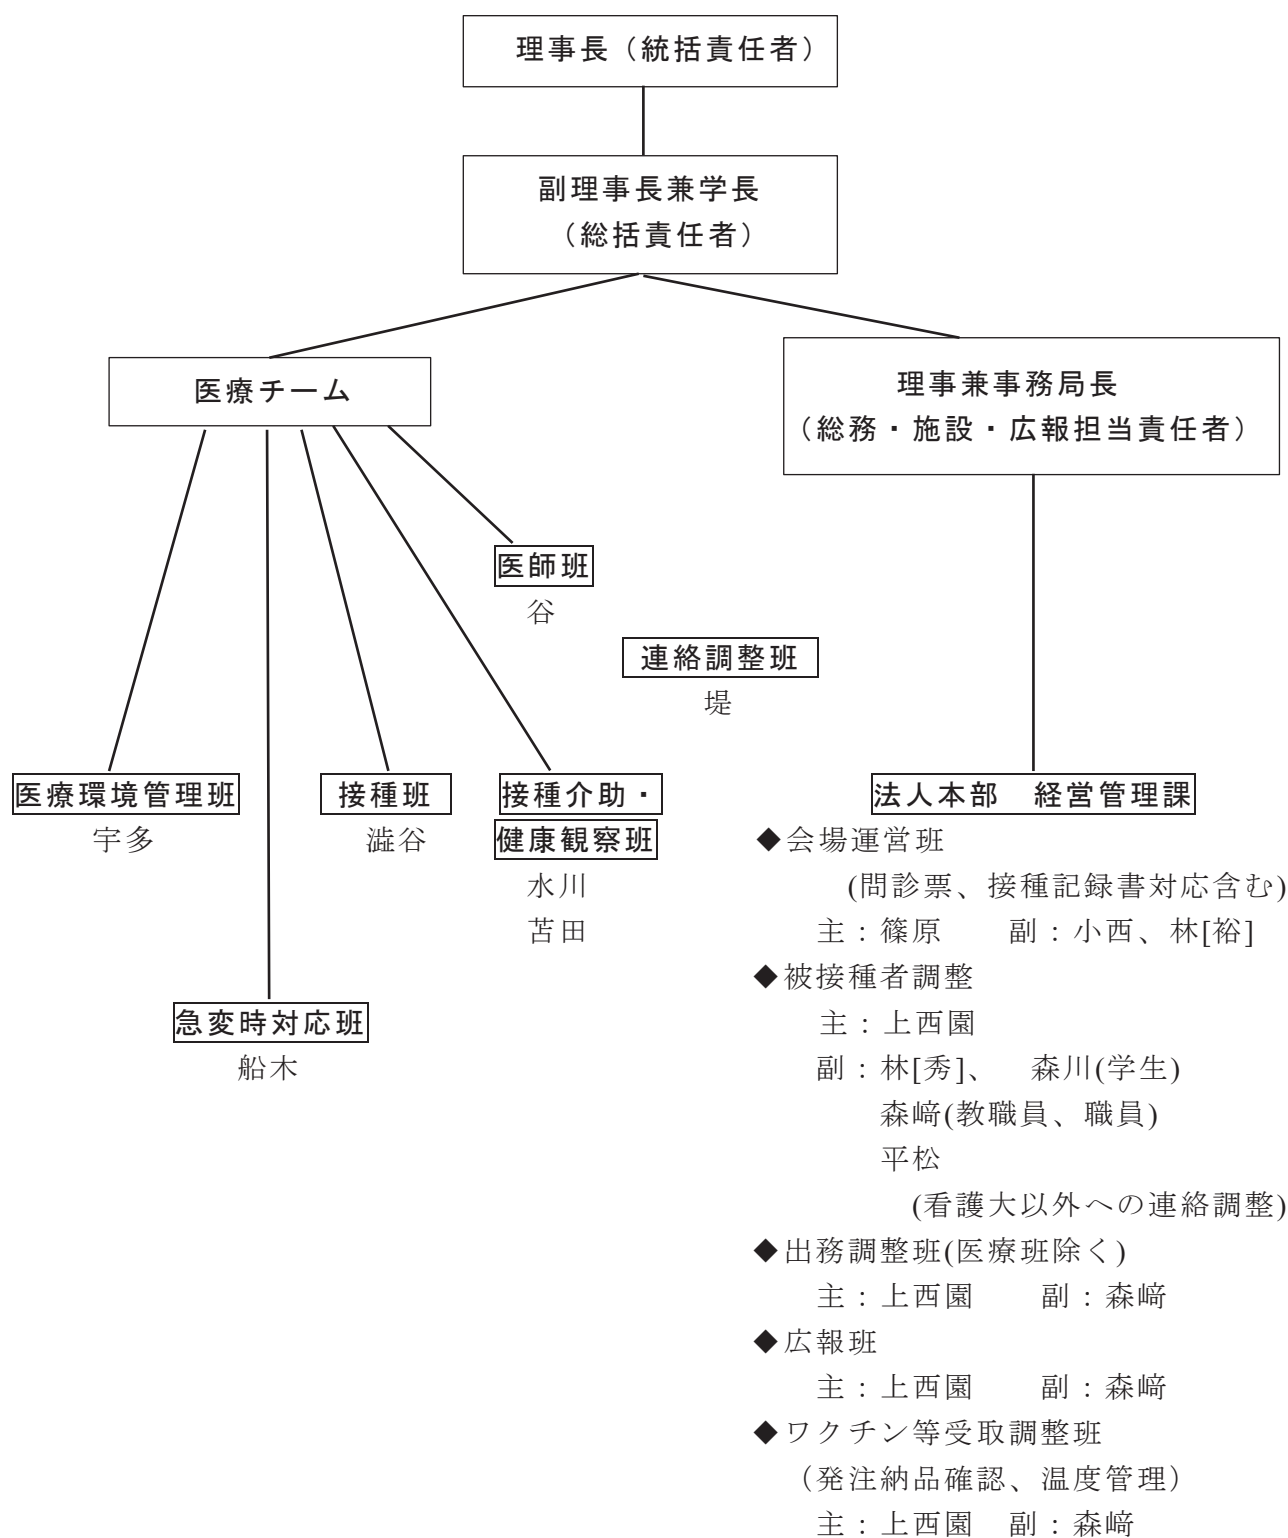 理事長（統括責任者）
副理事長兼学長
（総括責任者）
医療チーム
理事兼事務局長
（総務・施設・広報担当責任者）
医師班
谷
連絡調整班
堤
医療環境管理班
宇多
接種班
澁谷
接種介助・
健康観察班
水川
苫田
急変時対応班
船木
法人本部　経営管理課
◆会場運営班
(問診票、接種記録書対応含む)
主：篠原　　副：小西、林[裕]
◆被接種者調整
主：上西園
副：林[秀]、　森川(学生)
森﨑(教職員、職員)
平松
(看護大以外への連絡調整)
◆出務調整班(医療班除く)
主：上西園　　副：森﨑
◆広報班
主：上西園　　副：森﨑
◆ワクチン等受取調整班
（発注納品確認、温度管理）
主：上西園　副：森﨑